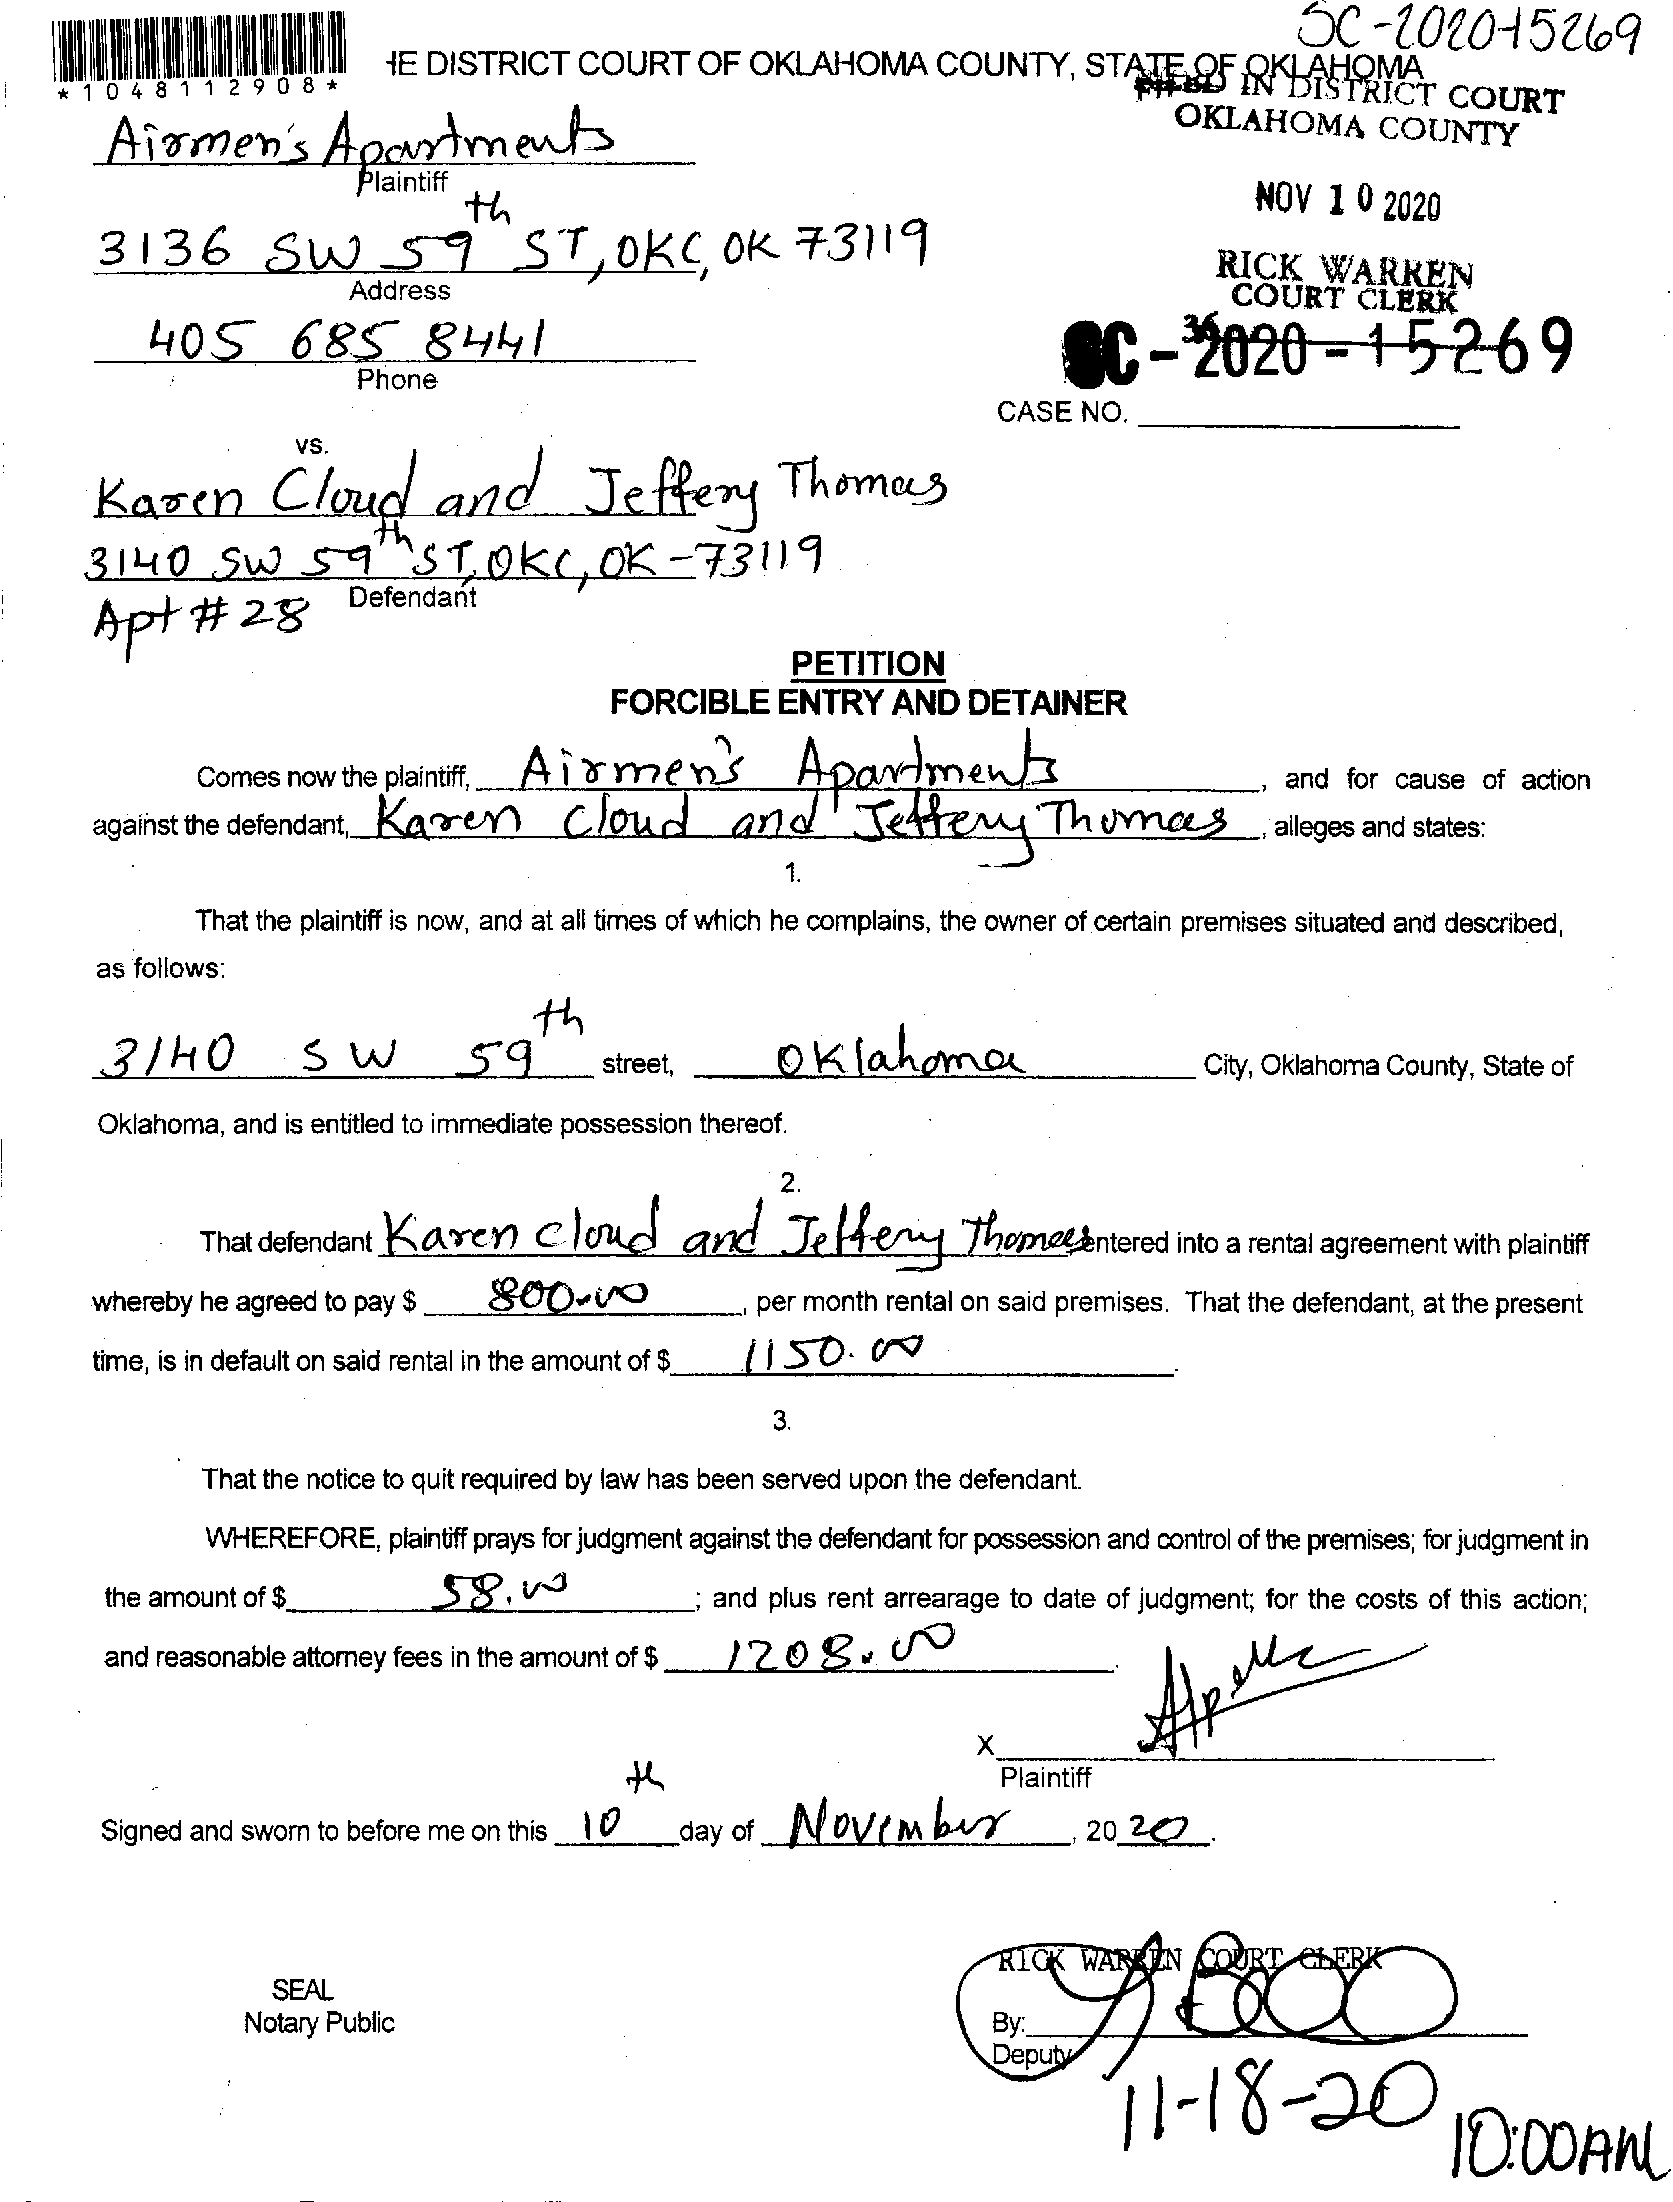 SC-2020-15269
*1048112908*
HE DISTRICT COURT OF OKLAHOMA COUNTY, STATE OF OKLAHOMA
FILED IN DISTRICT COURT
OKLAHOMA COUNTY
Airmen's Apartments
Plaintiff
NOV 10 2020
3136 SW 59th ST, OKC, OK 73119
Address
RICK WARREN
COURT CLERK
405 685 8441
Phone
36
SC-2020-15269
CASE NO.
vs.
Karen Cloud and Jeffery Thomas
3140 SW 59th ST, OKC, OK-73119
Defendant
Apt # 28
PETITION
FORCIBLE ENTRY AND DETAINER
Comes now the plaintiff, Airmen's Apartments, and for cause of action
against the defendant, Karen Cloud and Jeffery Thomas, alleges and states:
1.
That the plaintiff is now, and at all times of which he complains, the owner of certain premises situated and described,
as follows:
3140 SW 59th street, Oklahoma City, Oklahoma County, State of
Oklahoma, and is entitled to immediate possession thereof.
2.
That defendant Karen cloud and Jeffery Thomas entered into a rental agreement with plaintiff
whereby he agreed to pay $ 800.00, per month rental on said premises. That the defendant, at the present
time, is in default on said rental in the amount of $ 1150.00.
3.
That the notice to quit required by law has been served upon the defendant.
WHEREFORE, plaintiff prays for judgment against the defendant for possession and control of the premises; for judgment in
the amount of $ 58.00; and plus rent arrearage to date of judgment; for the costs of this action;
and reasonable attorney fees in the amount of $ 1208.00.
X
Plaintiff
Signed and sworn to before me on this 10th day of November, 2020.
RICK WARREN COURT CLERK
SEAL
Notary Public
By:
Deputy
11-18-20
10:00AM